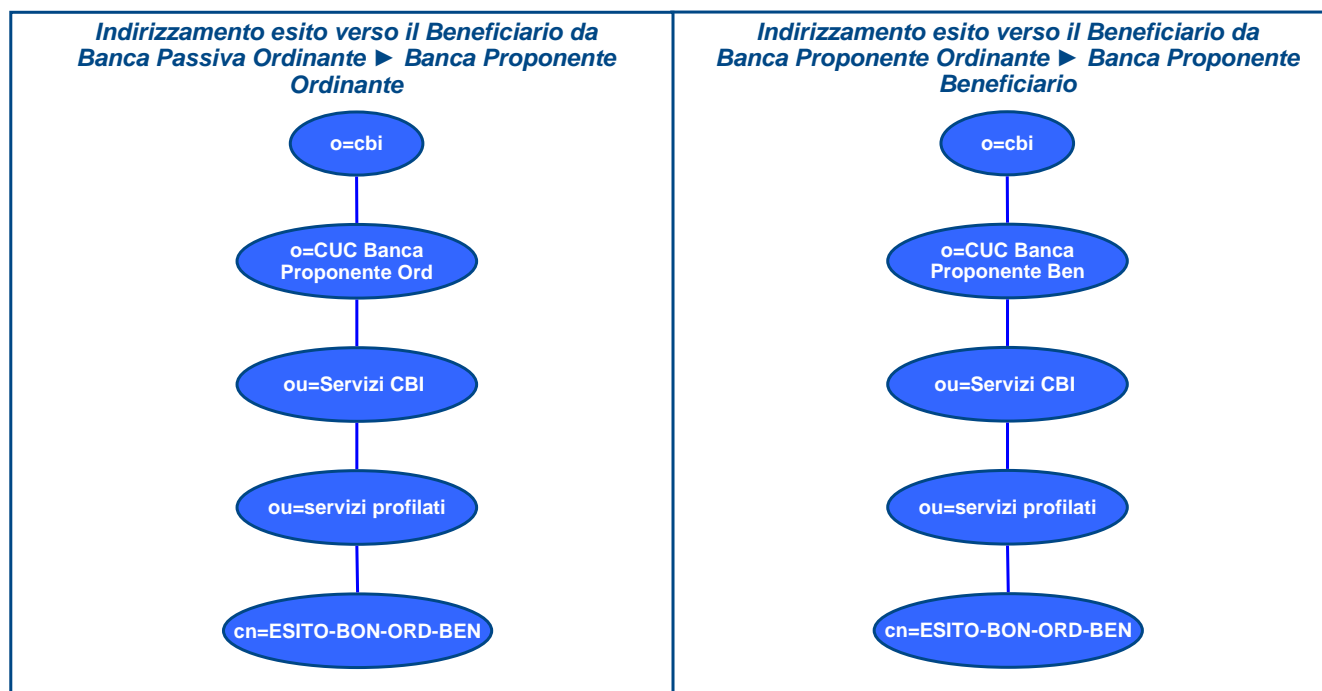 Indirizzamento esito verso il Beneficiario da
Banca Passiva Ordinante ► Banca Proponente
Ordinante
o=cbi
o=CUC Banca
Proponente Ord
ou=Servizi CBI
ou=servizi profilati
cn=ESITO-BON-ORD-BEN
Indirizzamento esito verso il Beneficiario da
Banca Proponente Ordinante ► Banca Proponente
Beneficiario
o=cbi
o=CUC Banca
Proponente Ben
ou=Servizi CBI
ou=servizi profilati
cn=ESITO-BON-ORD-BEN